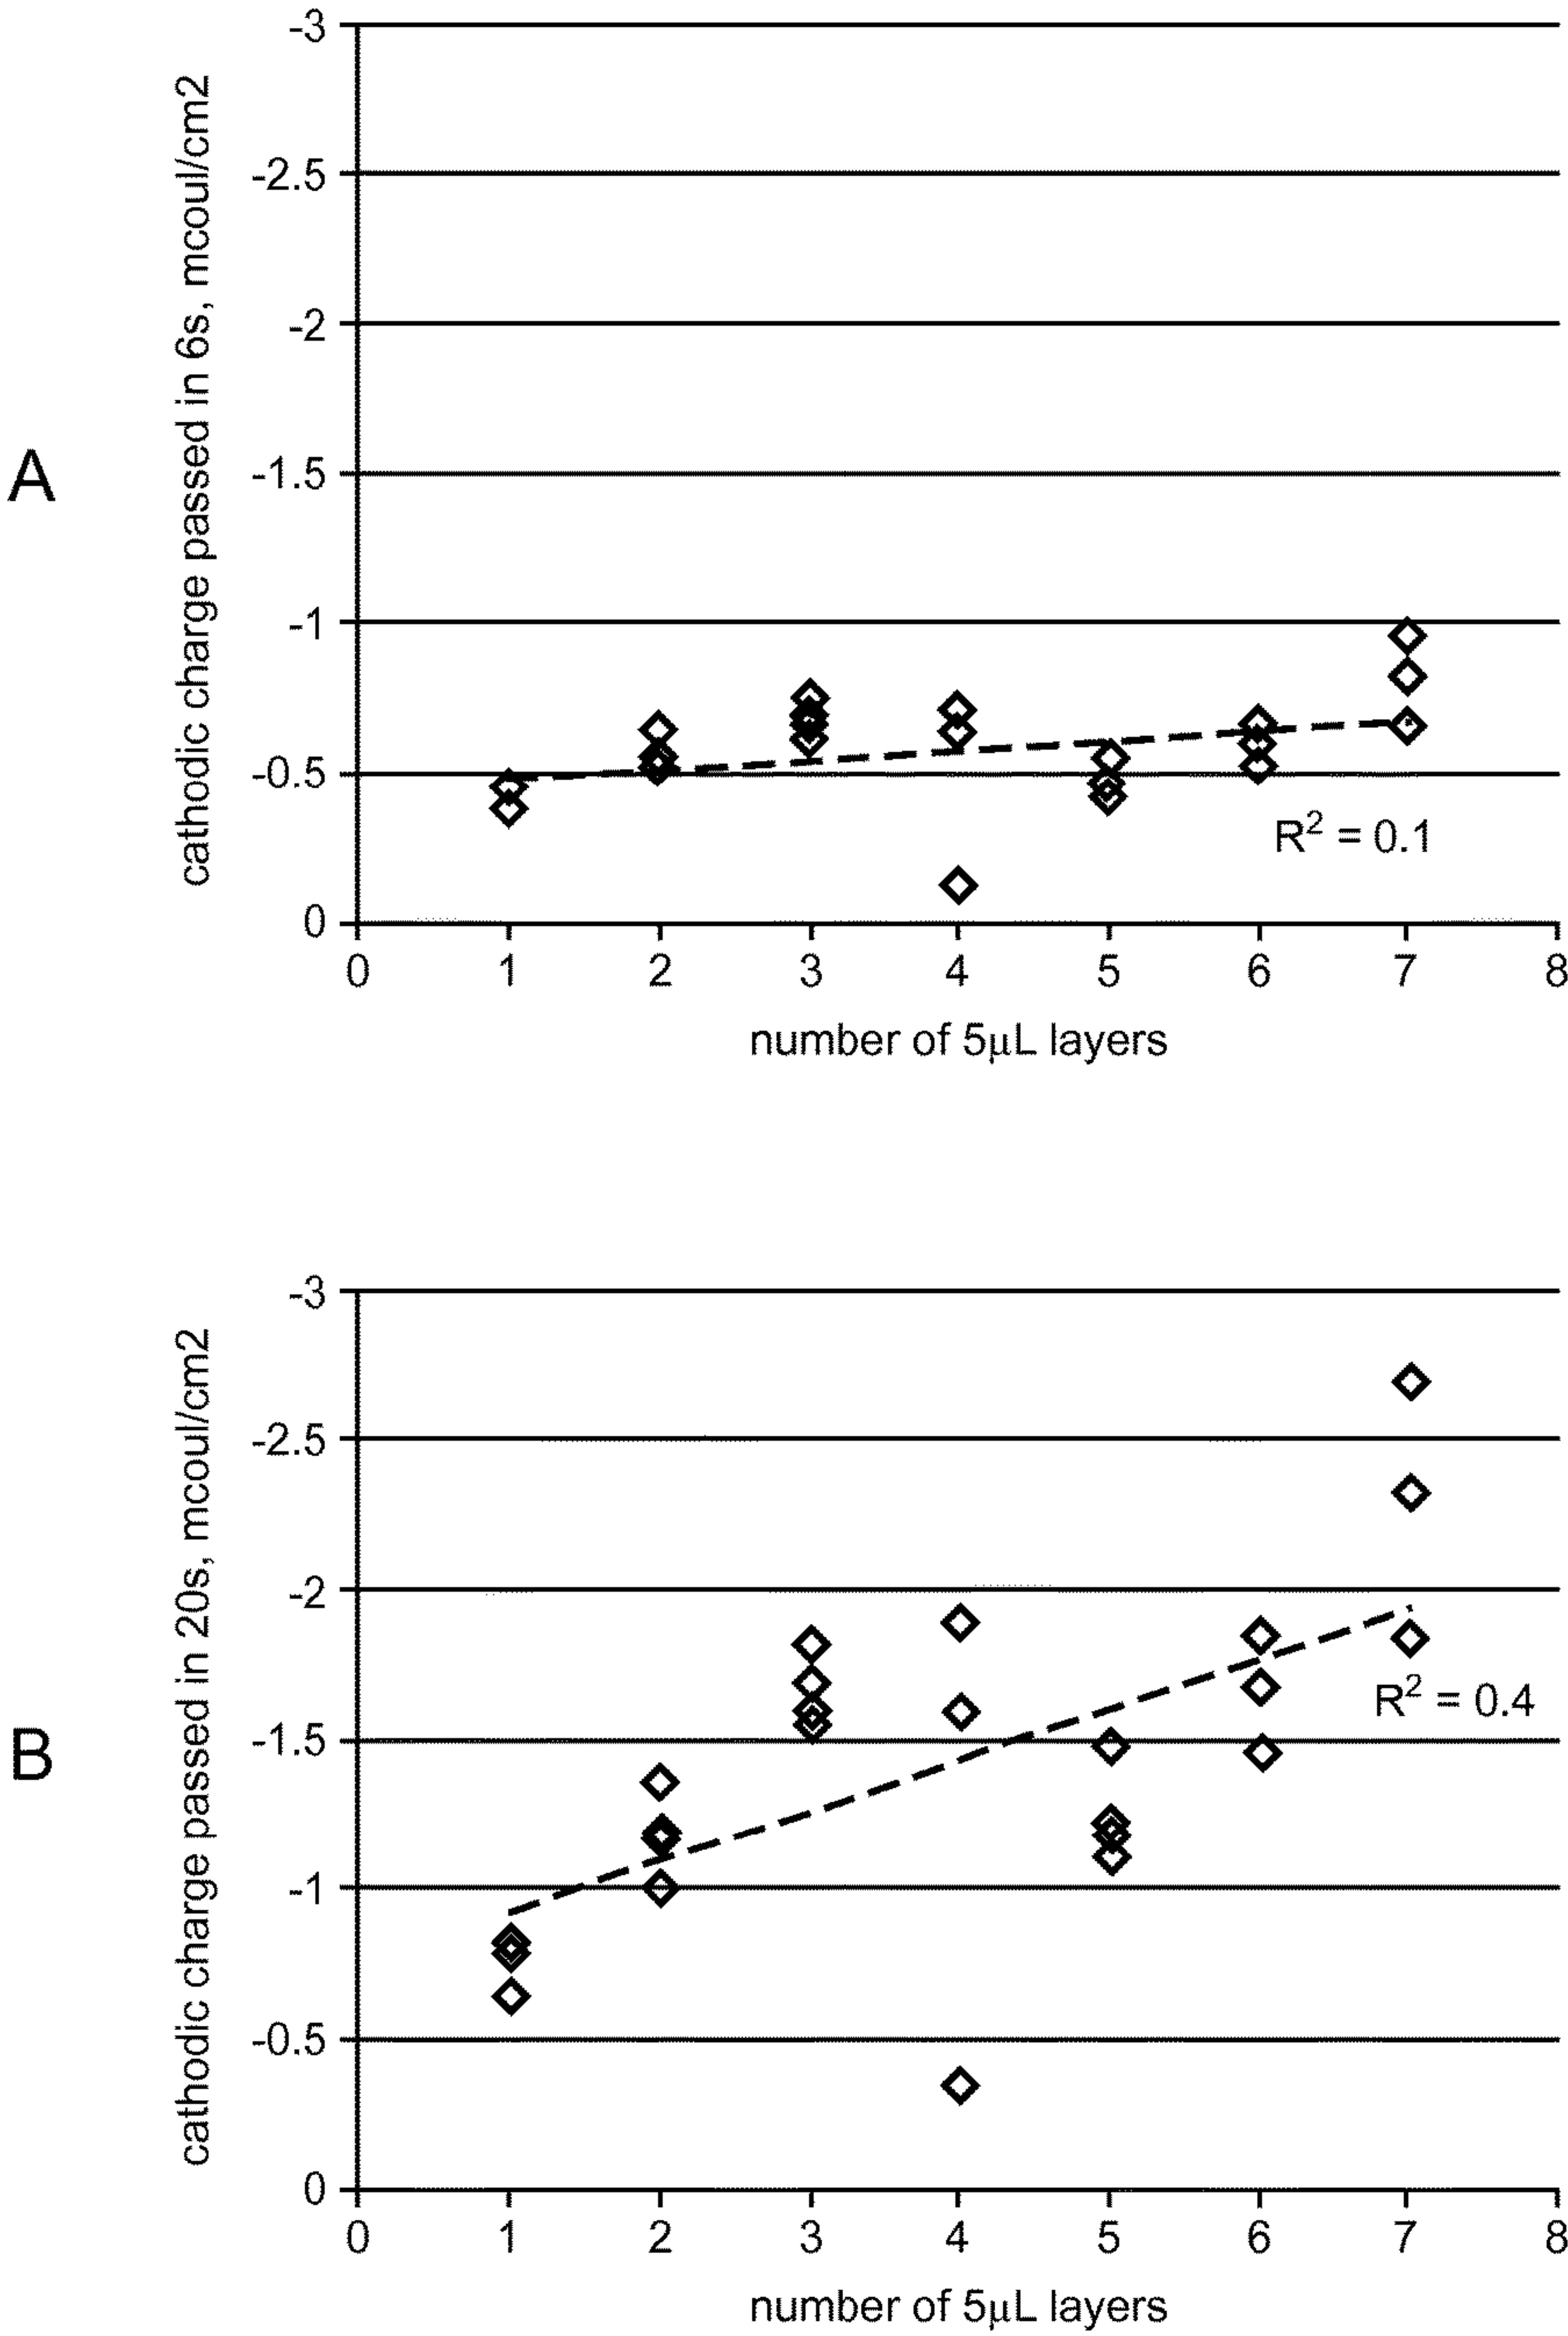 A
cathodic charge passed in 6s, mcoul/cm2
-3
-2.5
-2
-1.5
-1
-0.5
0
R² = 0.1
0 1 2 3 4 5 6 7 8
number of 5μL layers
B
cathodic charge passed in 20s, mcoul/cm2
-3
-2.5
-2
-1.5
-1
-0.5
0
R² = 0.4
0 1 2 3 4 5 6 7 8
number of 5μL layers